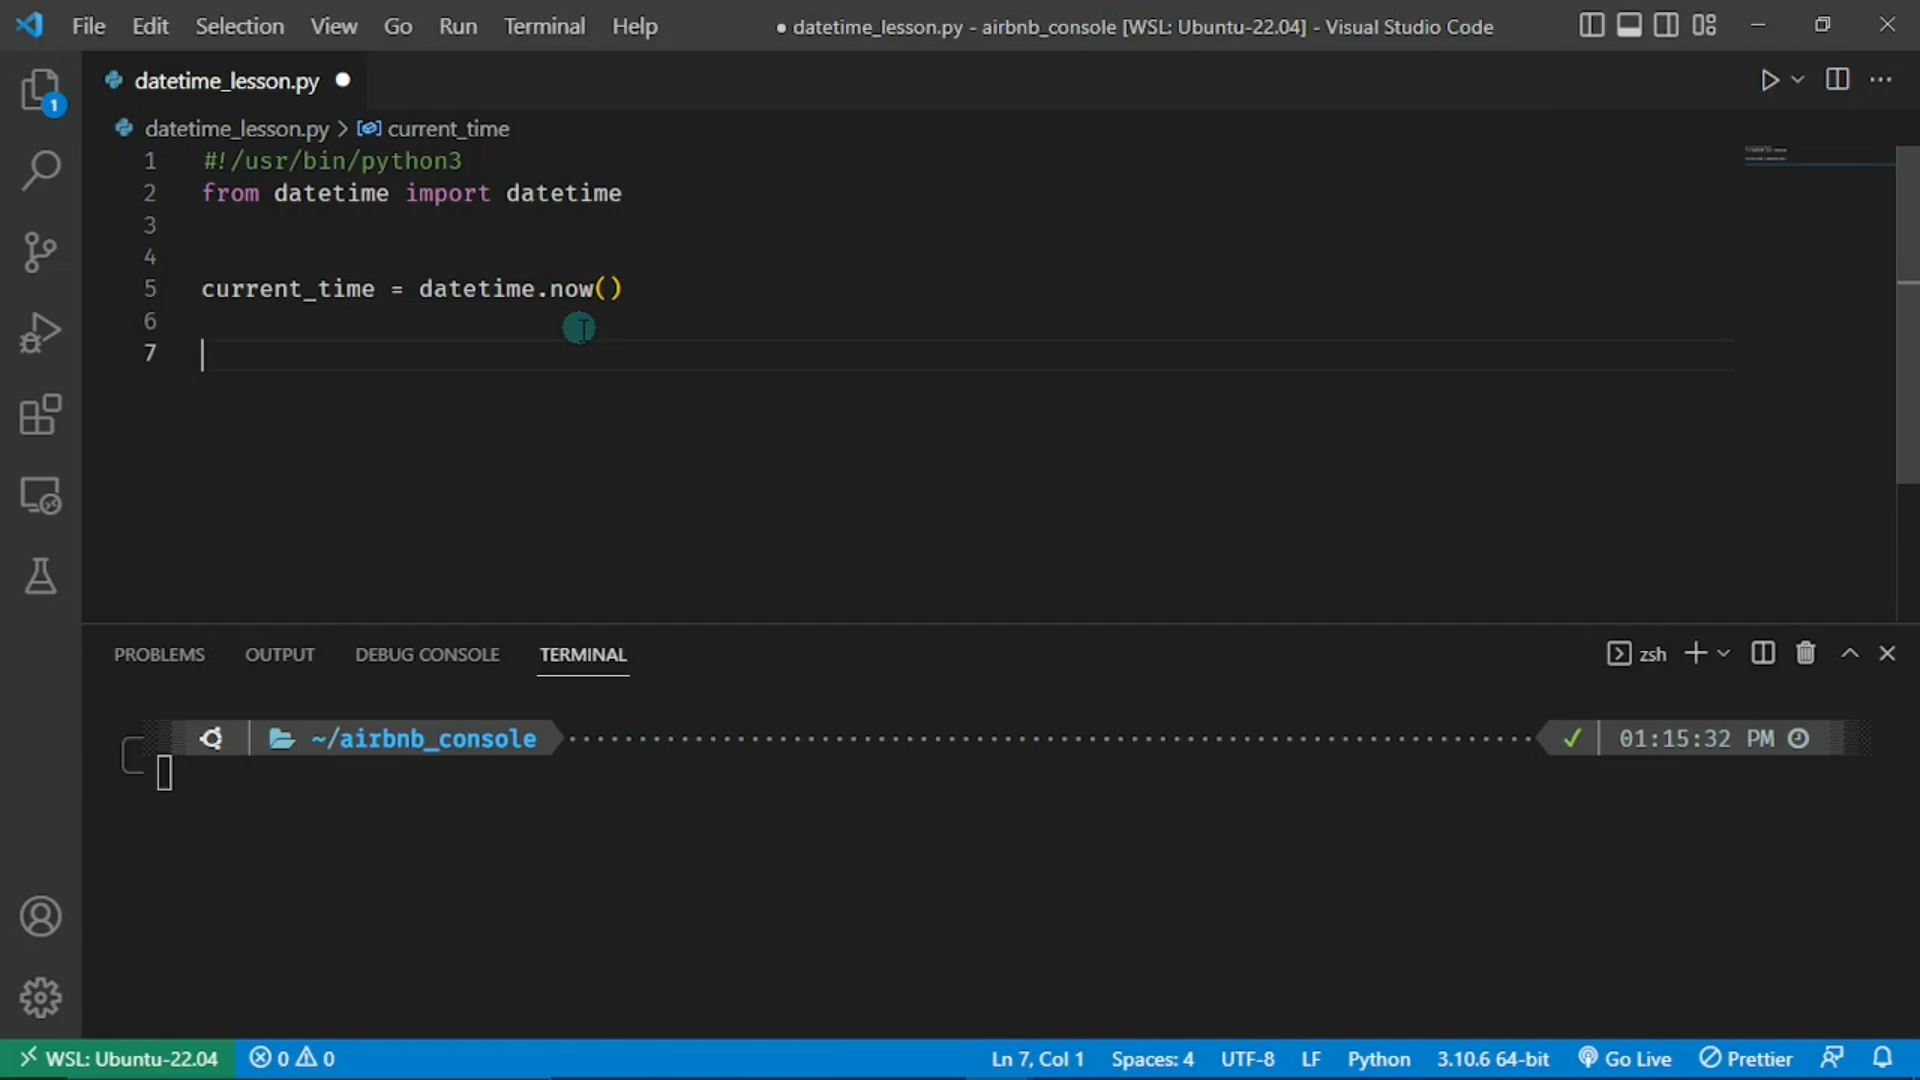 File Edit Selection View Go Run Terminal Help ● datetime_lesson.py - airbnb_console [WSL: Ubuntu-22.04] - Visual Studio Code
datetime_lesson.py
datetime_lesson.py > current_time
1 #!/usr/bin/python3
2 from datetime import datetime
3
4
5 current_time = datetime.now()
6
7
PROBLEMS OUTPUT DEBUG CONSOLE TERMINAL zsh
~/airbnb_console ✓ 01:15:32 PM
1
WSL: Ubuntu-22.04 0 0 Ln 7, Col 1 Spaces: 4 UTF-8 LF Python 3.10.6 64-bit Go Live Prettier